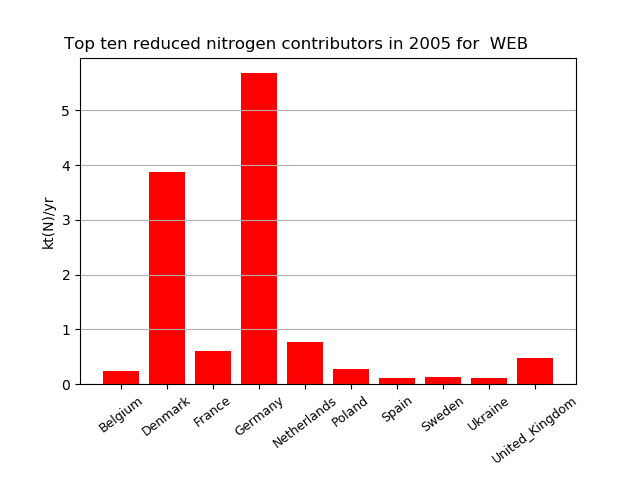 Top ten reduced nitrogen contributors in 2005 for  WEB
kt(N)/yr
5
4
3
2
1
0
Belgium
Denmark
France
Germany
Netherlands
Poland
Spain
Sweden
Ukraine
United_Kingdom